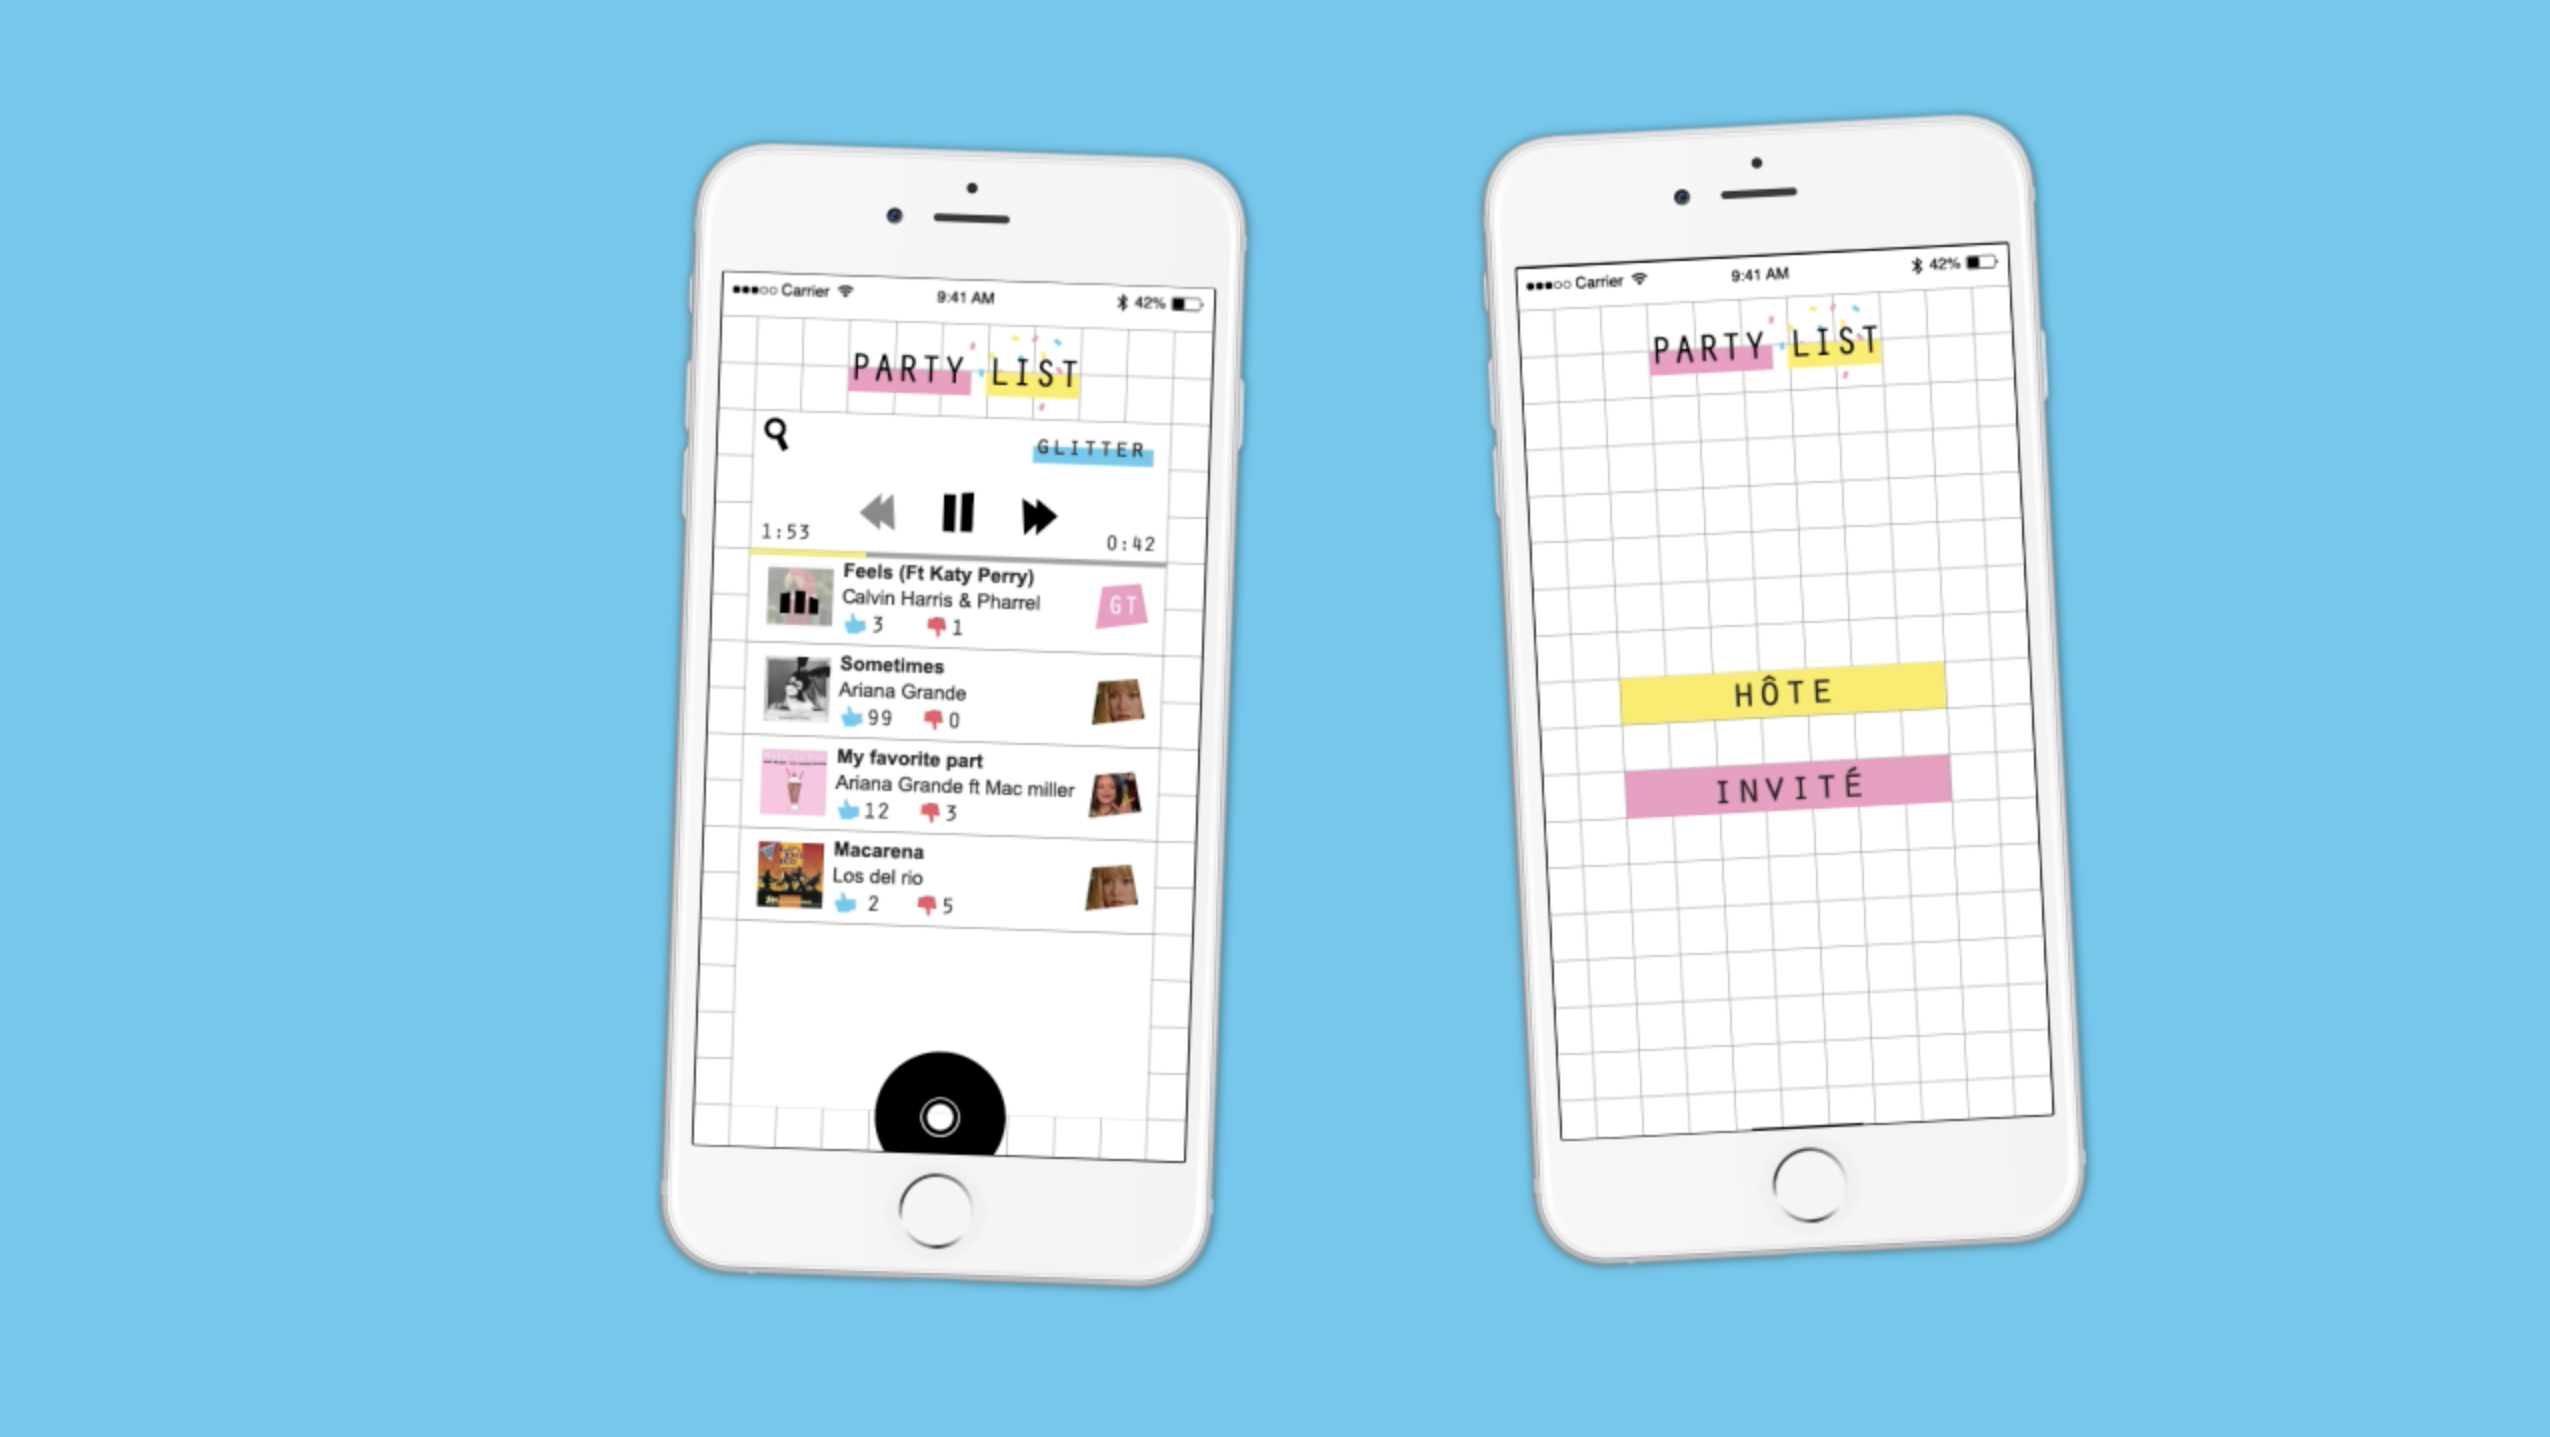 Carrier 9:41 AM 42%
PARTY LIST
GLITTER
1:53 0:42
Feels (Ft Katy Perry)
Calvin Harris & Pharrel
3 1
GT
Sometimes
Ariana Grande
99 0
My favorite part
Ariana Grande ft Mac miller
12 3
Macarena
Los del rio
2 5
Carrier 9:41 AM 42%
PARTY LIST
HÔTE
INVITÉ